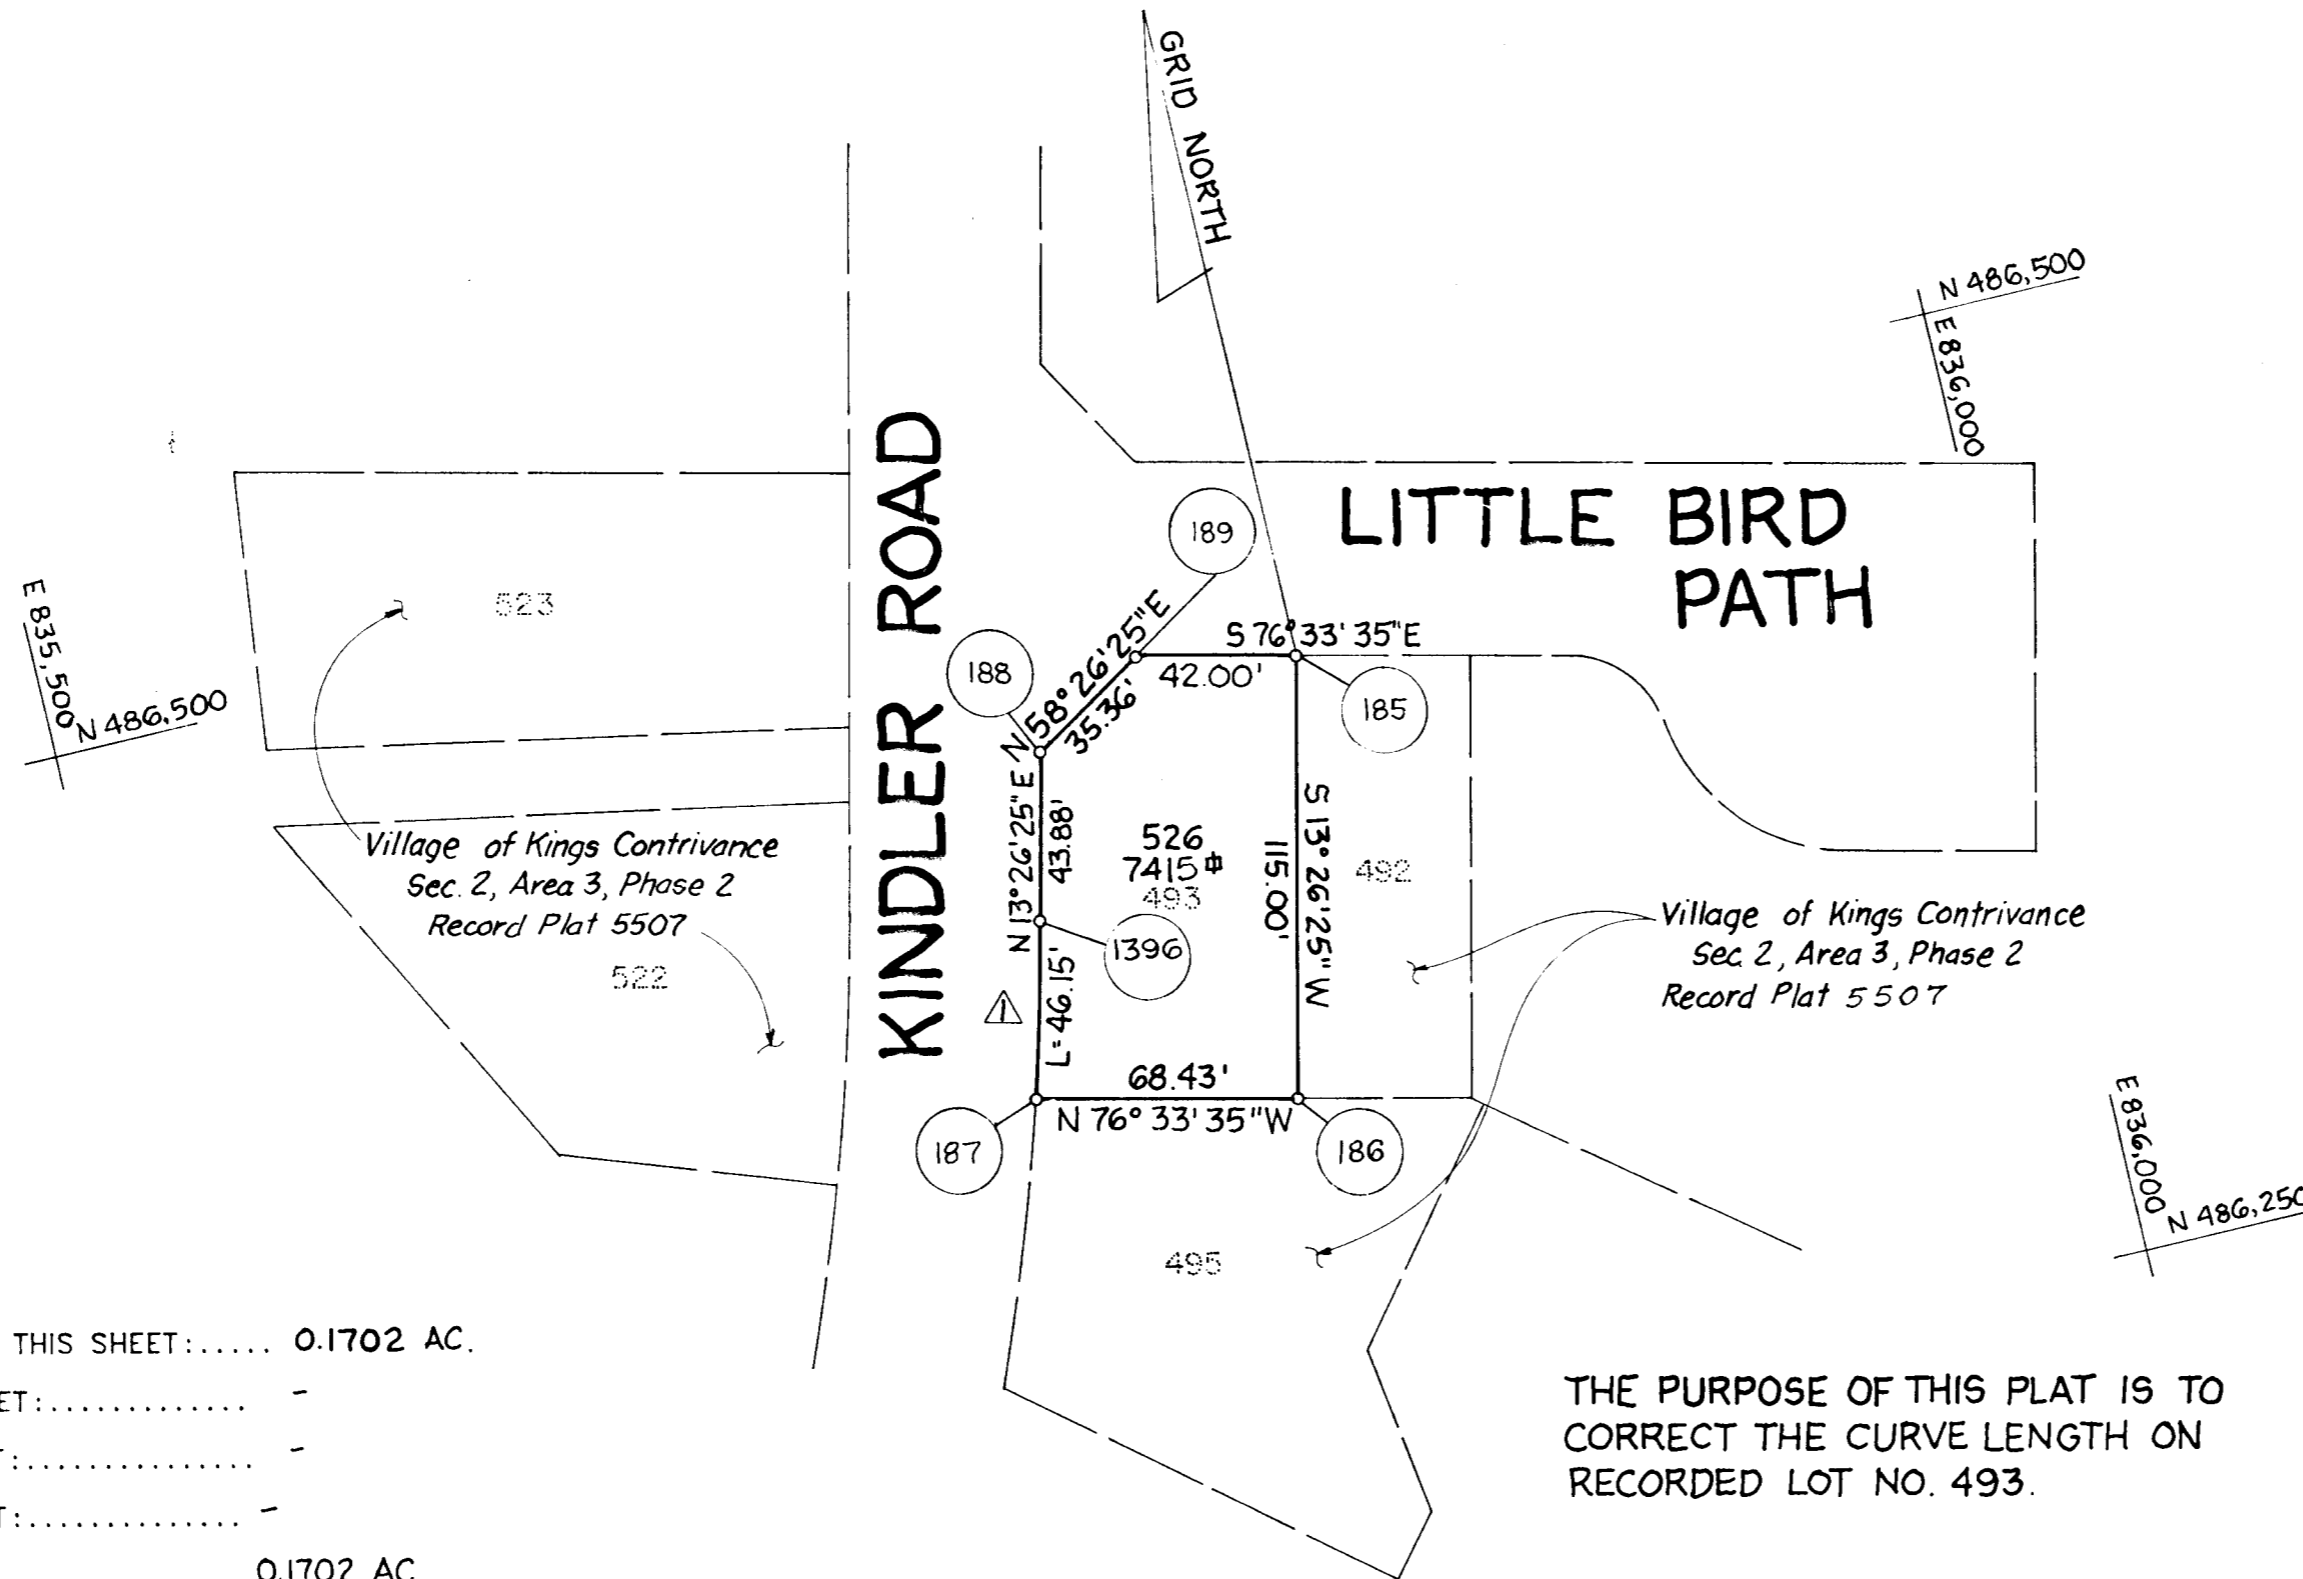 GRID NORTH
N 486,500
E 836,000
LITTLE BIRD
PATH
KINDLER ROAD
189
188
N 58° 26' 25" E
35.36'
S 76° 33' 35" E
42.00'
185
523
E 835,500
N 486,500
Village of Kings Contrivance
Sec. 2, Area 3, Phase 2
Record Plat 5507
522
N 13° 26' 25" E
43.88'
526
7415 ⌗
493
115.00'
S 13° 26' 25" W
492
1396
L=46.15'
1
Village of Kings Contrivance
Sec. 2, Area 3, Phase 2
Record Plat 5507
68.43'
N 76° 33' 35" W
187
186
E 836,000
N 486,250
495
THIS SHEET:..... 0.1702 AC.
ET:............. -
T:............... -
T:.............. -
0.1702 AC
THE PURPOSE OF THIS PLAT IS TO
CORRECT THE CURVE LENGTH ON
RECORDED LOT NO. 493.